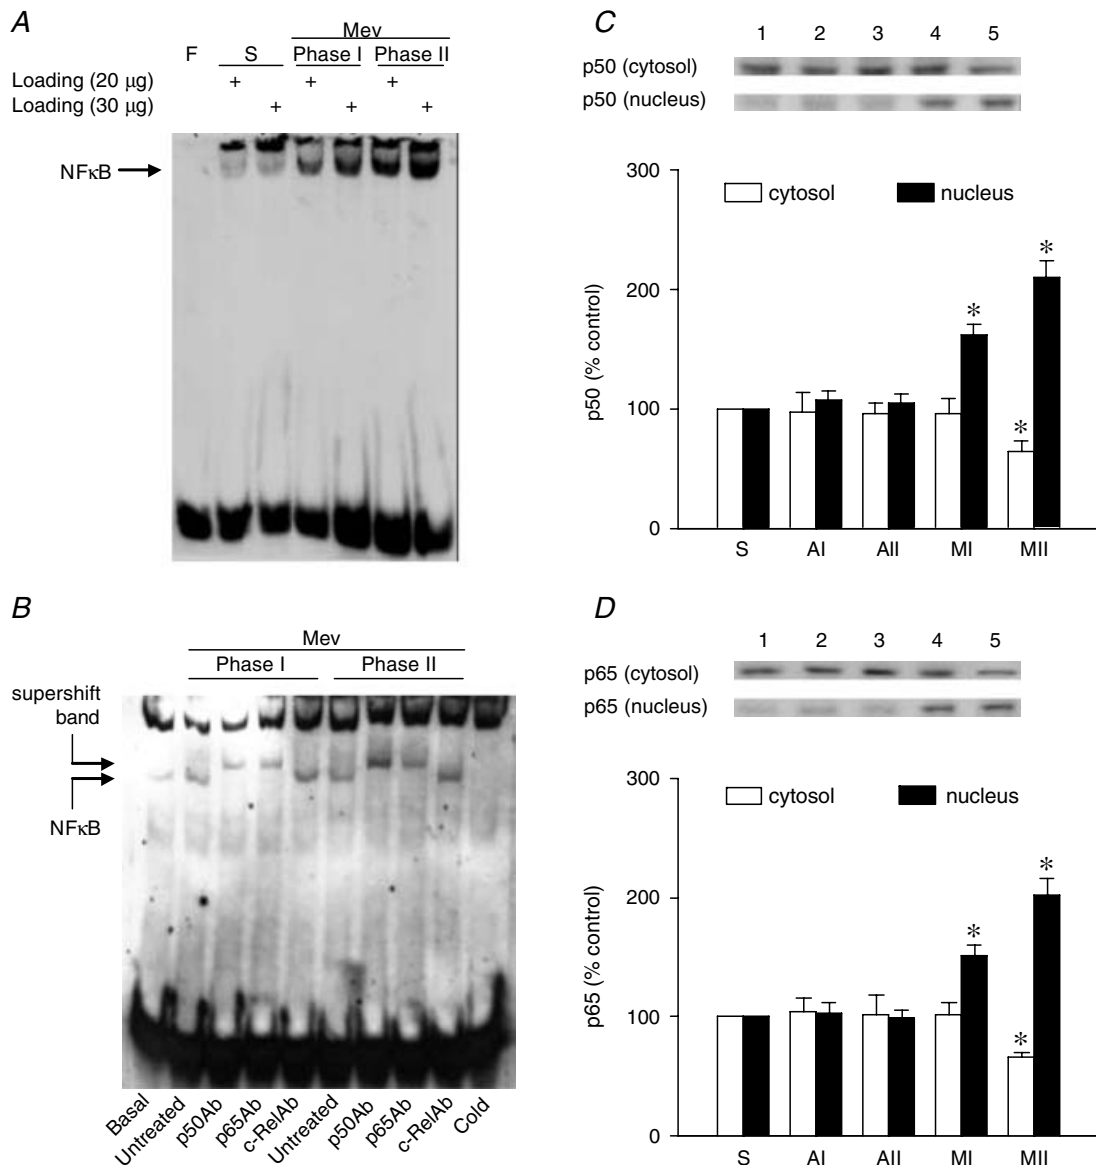 A
Mev
F S Phase I Phase II
Loading (20 µg) + + +
Loading (30 µg) + + +
NFκB
B
Mev
Phase I Phase II
supershift
band
NFκB
Basal
Untreated
p50Ab
p65Ab
c-RelAb
Untreated
p50Ab
p65Ab
c-RelAb
Cold
C
1 2 3 4 5
p50 (cytosol)
p50 (nucleus)
300
200
100
0
p50 (% control)
cytosol nucleus
* * *
S AI AII MI MII
D
1 2 3 4 5
p65 (cytosol)
p65 (nucleus)
300
200
100
0
p65 (% control)
cytosol nucleus
* * *
S AI AII MI MII